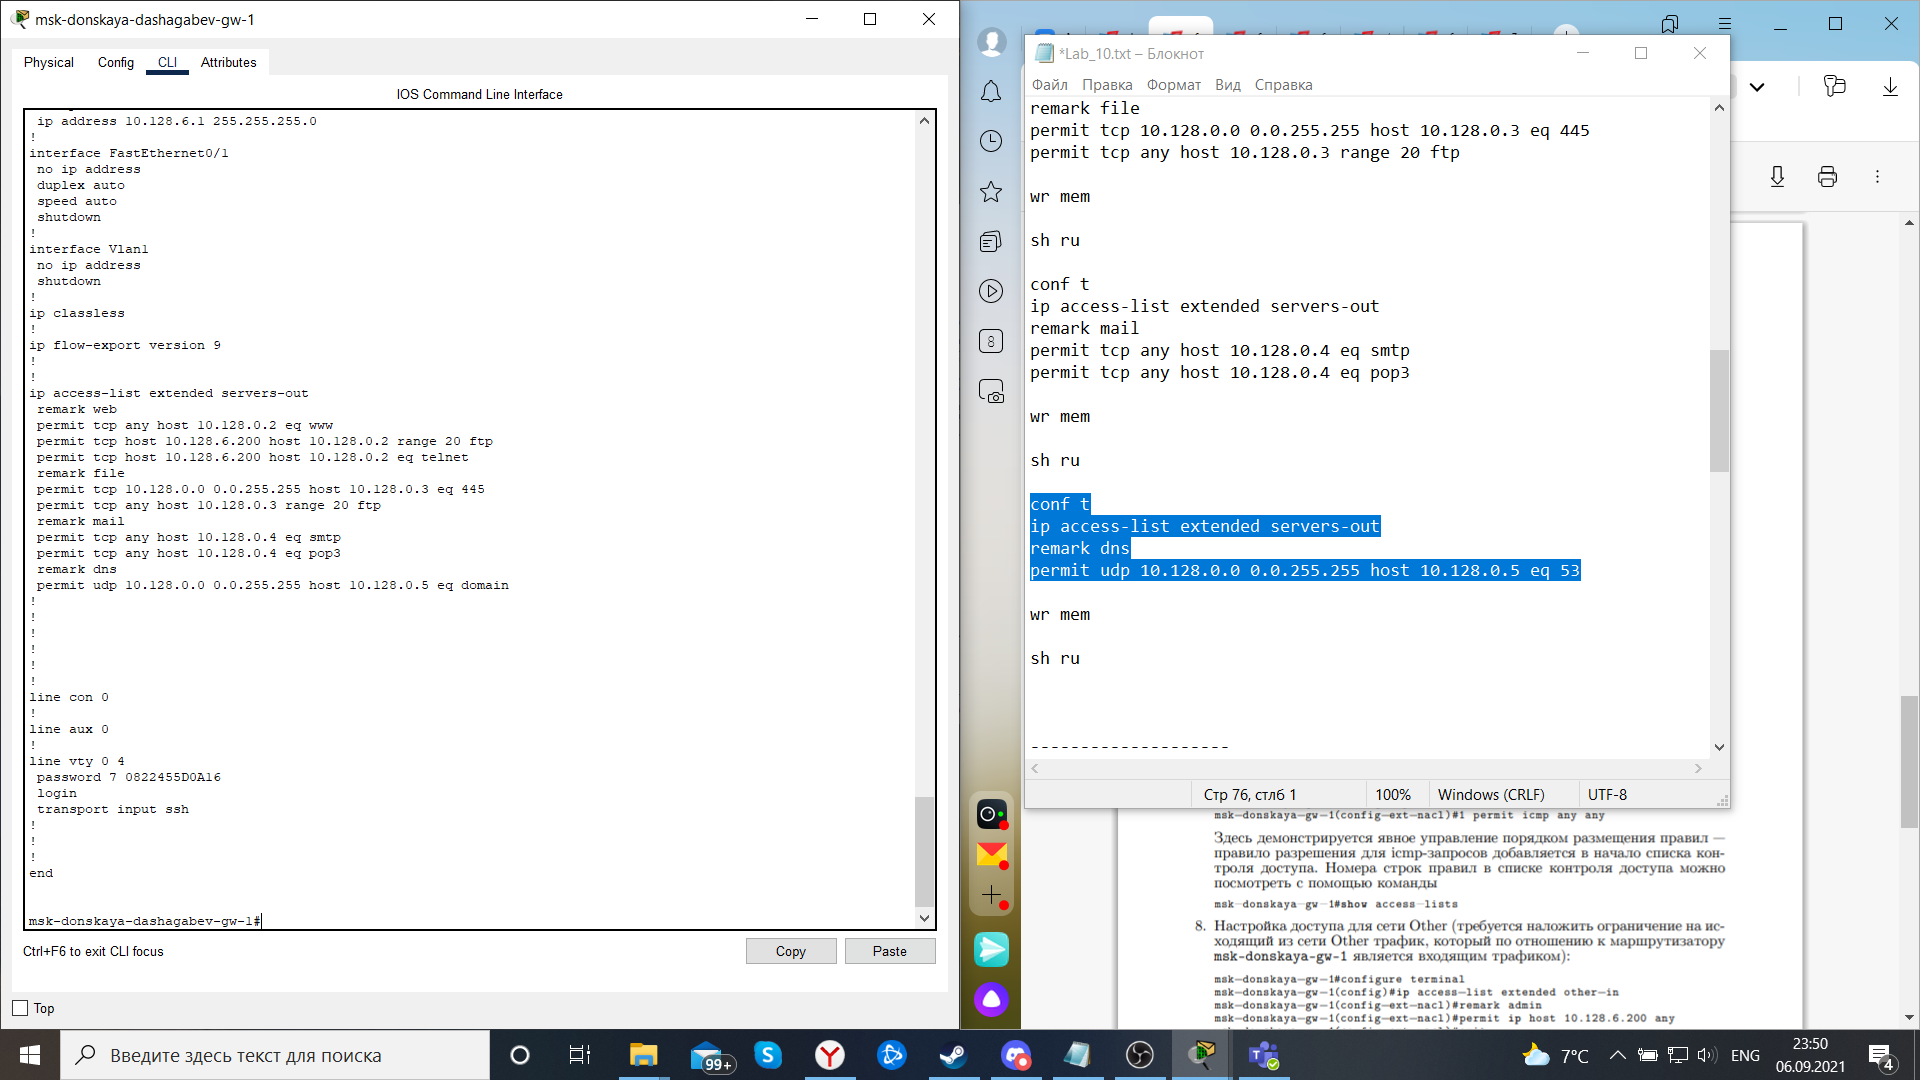 msk-donskaya-dashagabev-gw-1
Physical
Config
CLI
Attributes
IOS Command Line Interface
ip address 10.128.6.1 255.255.255.0
!
interface FastEthernet0/1
no ip address
duplex auto
speed auto
shutdown
!
interface Vlan1
no ip address
shutdown
!
ip classless
!
ip flow-export version 9
!
!
ip access-list extended servers-out
remark web
permit tcp any host 10.128.0.2 eq www
permit tcp host 10.128.6.200 host 10.128.0.2 range 20 ftp
permit tcp host 10.128.6.200 host 10.128.0.2 eq telnet
remark file
permit tcp 10.128.0.0 0.0.255.255 host 10.128.0.3 eq 445
permit tcp any host 10.128.0.3 range 20 ftp
remark mail
permit tcp any host 10.128.0.4 eq smtp
permit tcp any host 10.128.0.4 eq pop3
remark dns
permit udp 10.128.0.0 0.0.255.255 host 10.128.0.5 eq domain
!
!
!
!
!
!
line con 0
!
line aux 0
!
line vty 0 4
password 7 0822455D0A16
login
transport input ssh
!
!
!
end
msk-donskaya-dashagabev-gw-1#
Ctrl+F6 to exit CLI focus
Copy
Paste
Top
*Lab_10.txt – Блокнот
Файл
Правка
Формат
Вид
Справка
remark file
permit tcp 10.128.0.0 0.0.255.255 host 10.128.0.3 eq 445
permit tcp any host 10.128.0.3 range 20 ftp
wr mem
sh ru
conf t
ip access-list extended servers-out
remark mail
permit tcp any host 10.128.0.4 eq smtp
permit tcp any host 10.128.0.4 eq pop3
wr mem
sh ru
conf t
ip access-list extended servers-out
remark dns
permit udp 10.128.0.0 0.0.255.255 host 10.128.0.5 eq 53
wr mem
sh ru
--------------------
Стр 76, стлб 1
100%
Windows (CRLF)
UTF-8
8
msk-donskaya-gw-1(config-ext-nacl)#1 permit icmp any any
Здесь демонстрируется явное управление порядком размещения правил —
правило разрешения для icmp-запросов добавляется в начало списка кон-
троля доступа. Номера строк правил в списке контроля доступа можно
посмотреть с помощью команды
msk-donskaya-gw-1#show access-lists
8. Настройка доступа для сети Other (требуется наложить ограничение на ис-
ходящий из сети Other трафик, который по отношению к маршрутизатору
msk-donskaya-gw-1 является входящим трафиком):
msk-donskaya-gw-1#configure terminal
msk-donskaya-gw-1(config)#ip access-list extended other-in
msk-donskaya-gw-1(config-ext-nacl)#remark admin
msk-donskaya-gw-1(config-ext-nacl)#permit ip host 10.128.6.200 any
Введите здесь текст для поиска
99+
7°C
ENG
23:50
06.09.2021
4